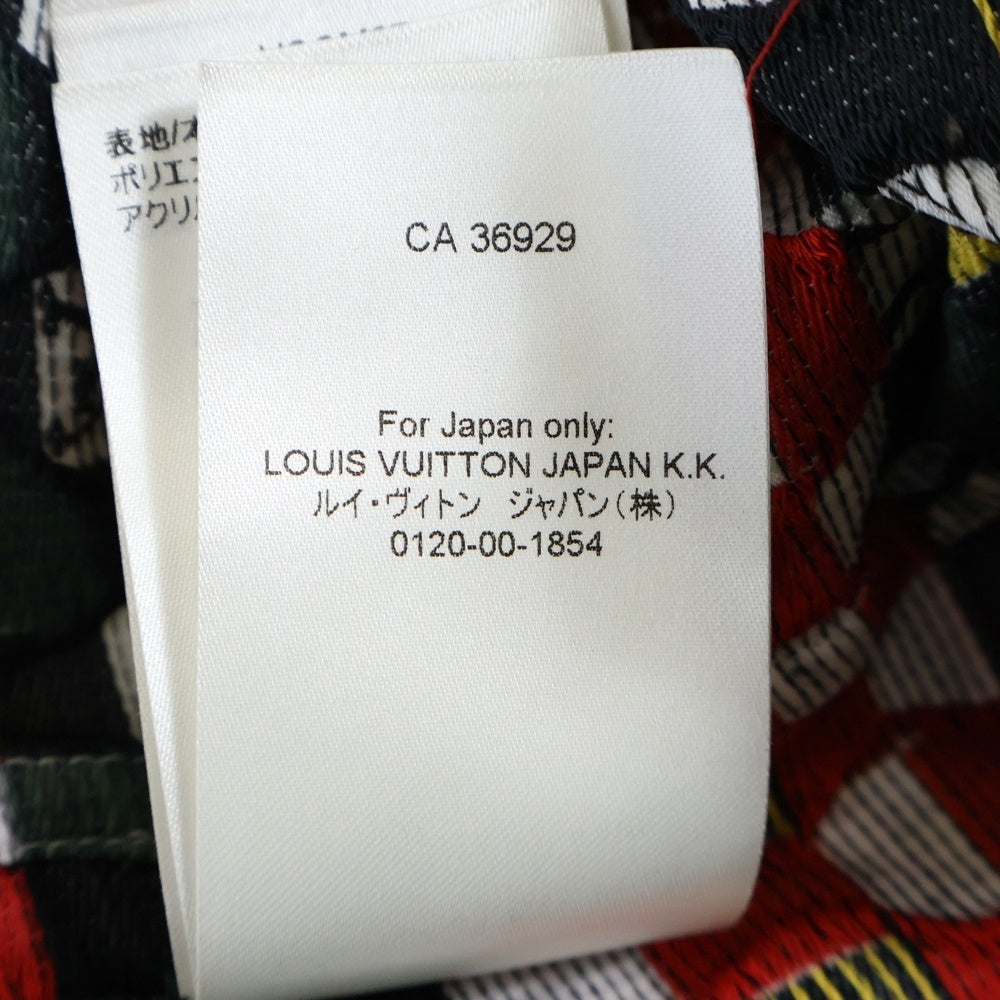 表地/
ポリエ
アクリ
CA 36929
For Japan only:
LOUIS VUITTON JAPAN K.K.
ルイ・ヴィトン ジャパン(株)
0120-00-1854